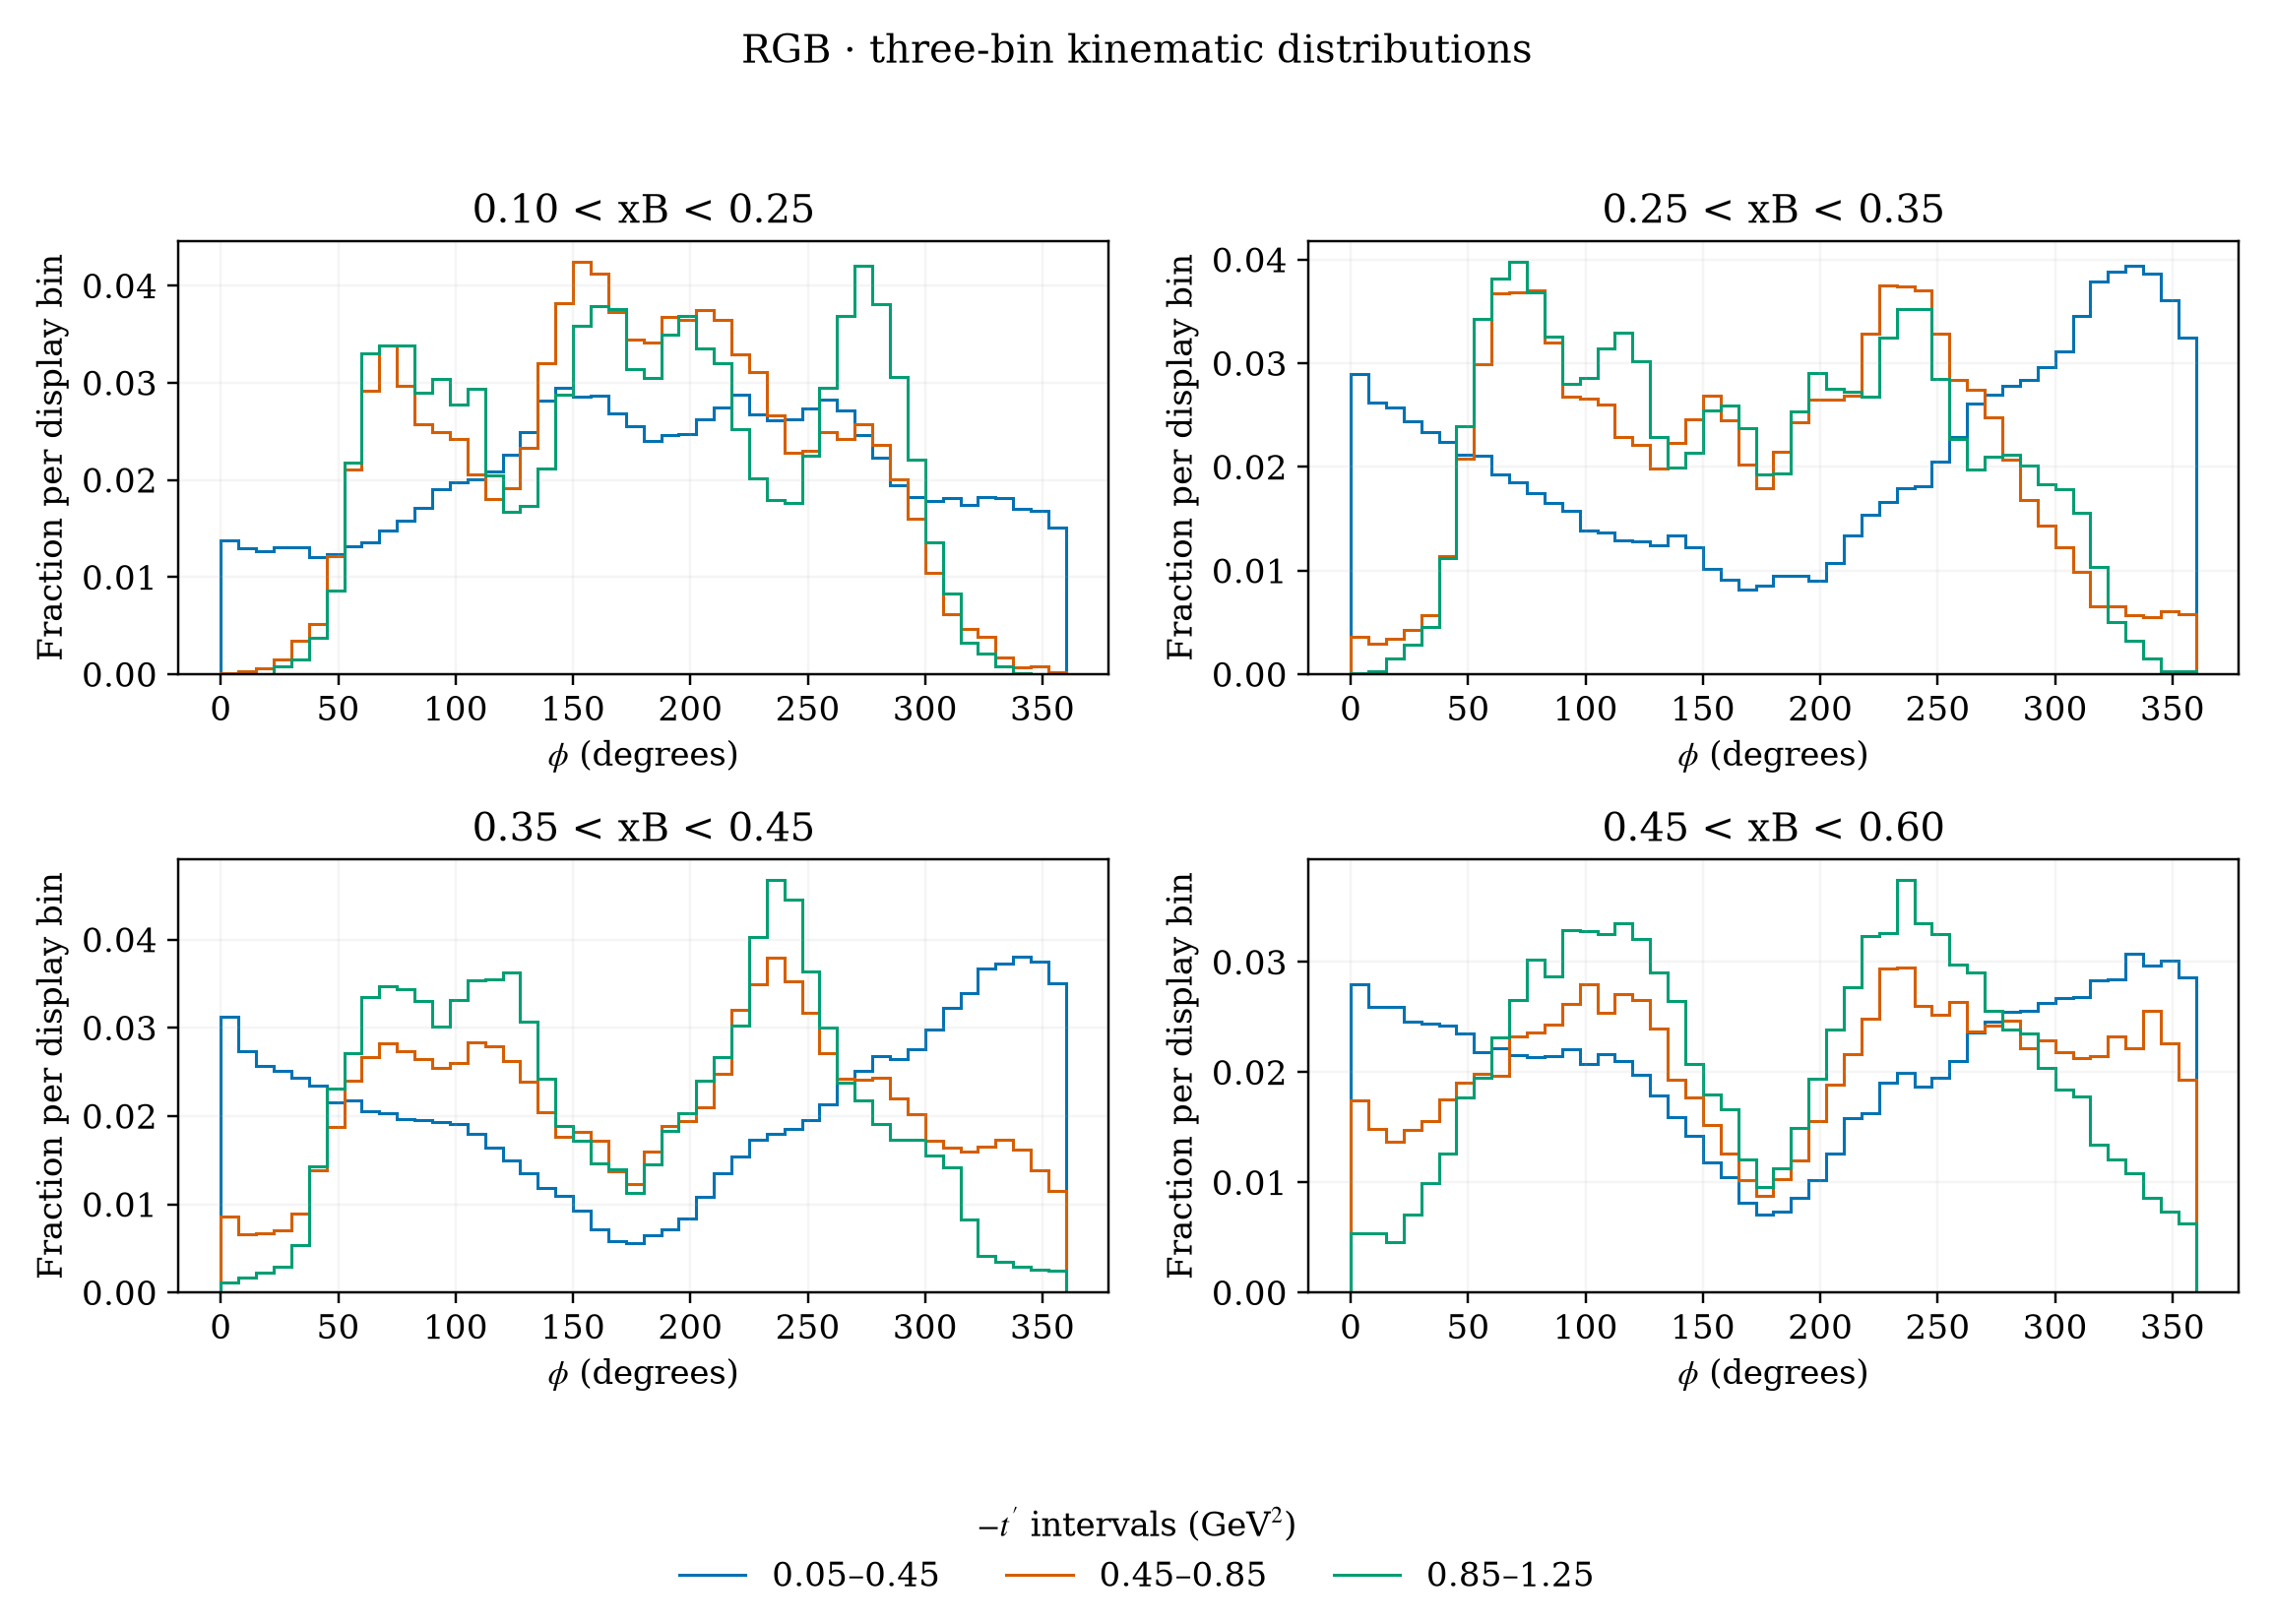 RGB · three-bin kinematic distributions
0.10 < xB < 0.25
Fraction per display bin
0.04
0.03
0.02
0.01
0.00
0 50 100 150 200 250 300 350
ϕ (degrees)
0.25 < xB < 0.35
Fraction per display bin
0.04
0.03
0.02
0.01
0.00
0 50 100 150 200 250 300 350
ϕ (degrees)
0.35 < xB < 0.45
Fraction per display bin
0.04
0.03
0.02
0.01
0.00
0 50 100 150 200 250 300 350
ϕ (degrees)
0.45 < xB < 0.60
Fraction per display bin
0.03
0.02
0.01
0.00
0 50 100 150 200 250 300 350
ϕ (degrees)
−t′ intervals (GeV²)
0.05–0.45 0.45–0.85 0.85–1.25